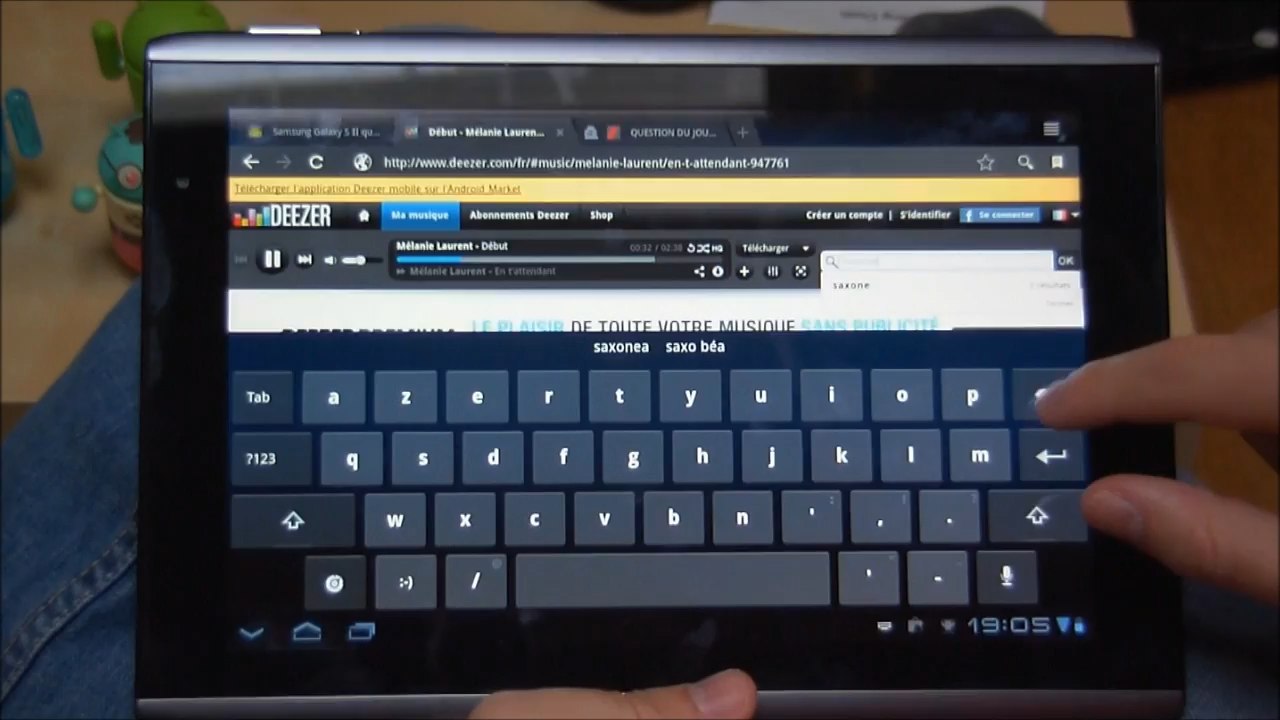 Samsung Galaxy S II qu...
Début - Mélanie Lauren...
QUESTION DU JOU...
http://www.deezer.com/fr/#music/melanie-laurent/en-t-attendant-947761
Télécharger l'application Deezer mobile sur l'Android Market
DEEZER
Ma musique
Abonnements Deezer
Shop
Créer un compte | S'identifier
Se connecter
Mélanie Laurent - Début
00:32 / 02:38
HQ
Télécharger
OK
Mélanie Laurent - En t'attendant
saxone
LE PLAISIR DE TOUTE VOTRE MUSIQUE SANS PUBLICITÉ
saxonea saxo béa
Tab a z e r t y u i o p
?123 q s d f g h j k l m
w x c v b n ' , .
:-) / ' -
19:05